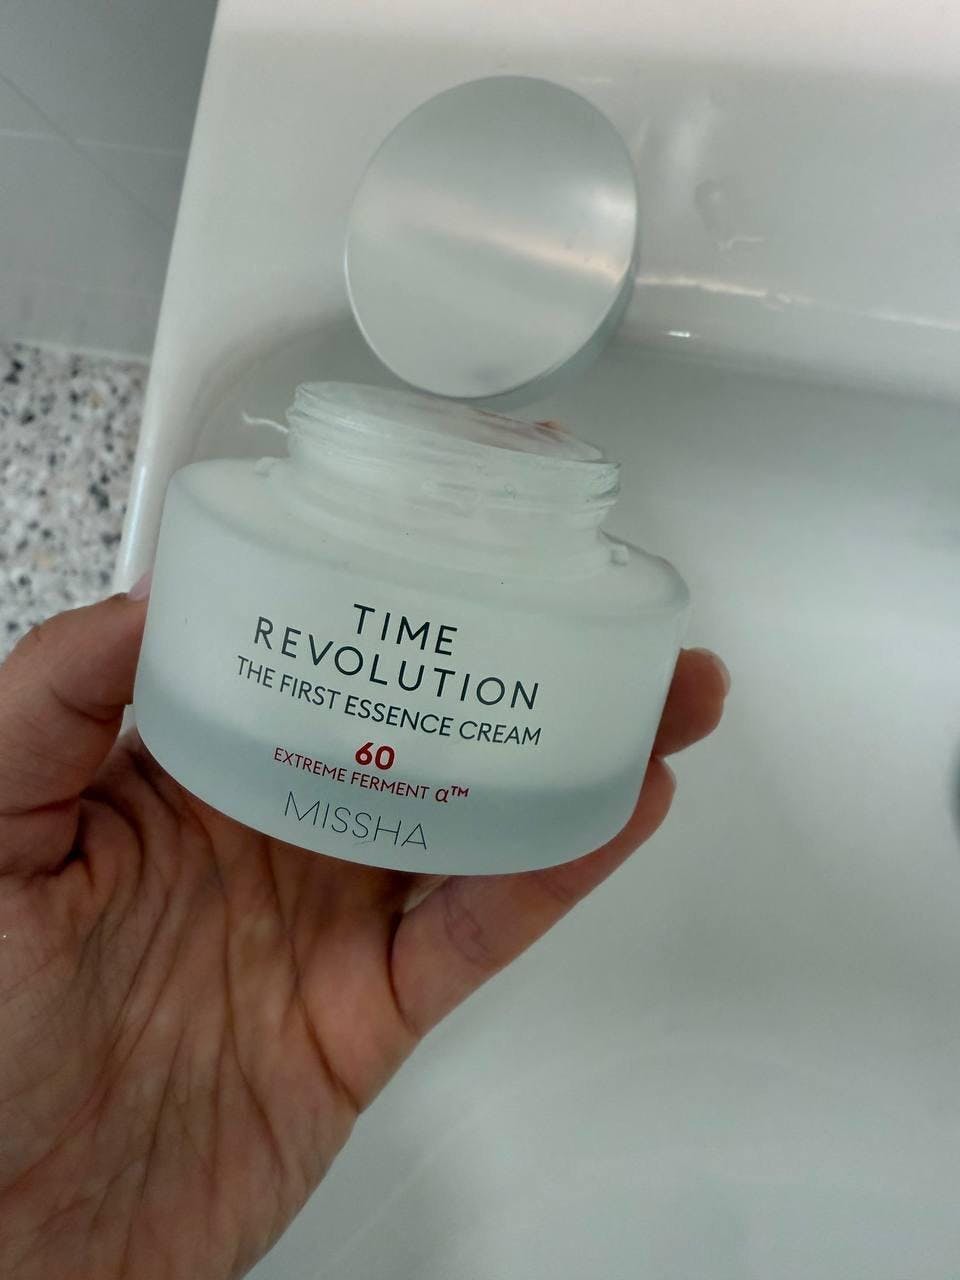 TIME
REVOLUTION
THE FIRST ESSENCE CREAM
60
EXTREME FERMENT α™
MISSHA